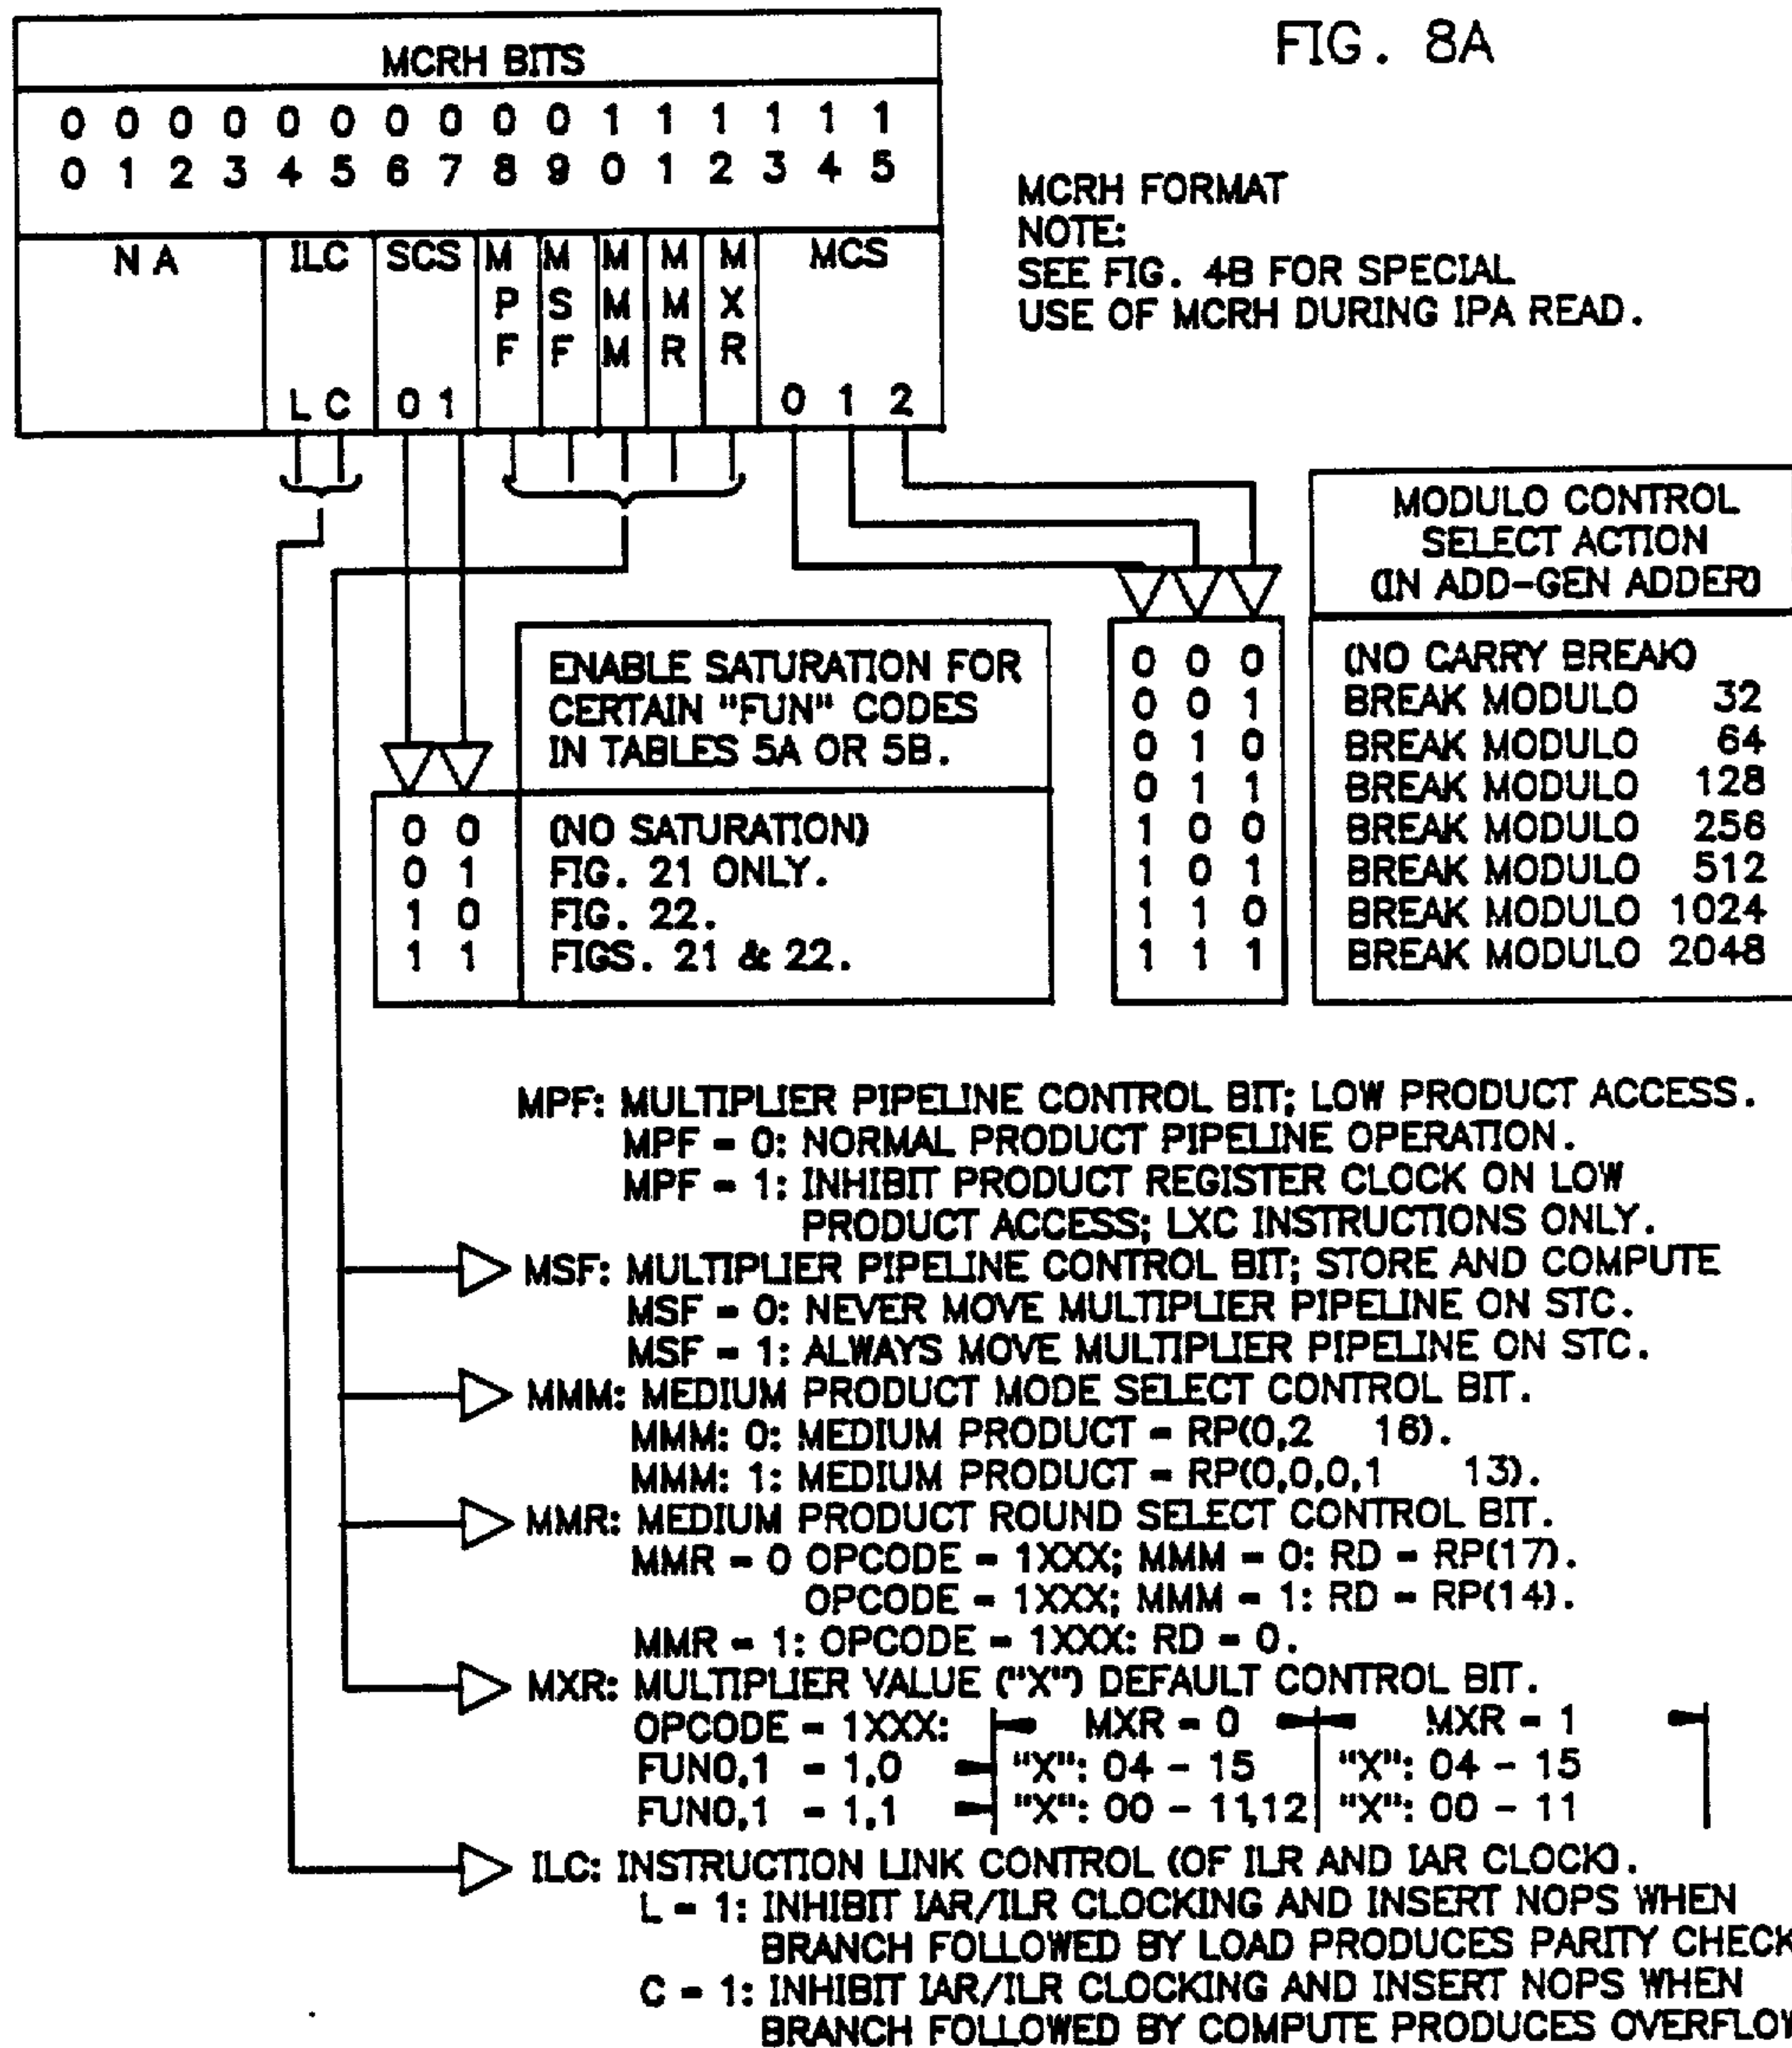 FIG. 8A
MCRH BITS
0 0 0 0 0 0 0 0 0 0 1 1 1 1 1 1
0 1 2 3 4 5 6 7 8 9 0 1 2 3 4 5
NA ILC SCS M M M M M MCS
P S M M X
F F M R R
L C 0 1 0 1 2
MCRH FORMAT
NOTE:
SEE FIG. 4B FOR SPECIAL
USE OF MCRH DURING IPA READ.
MODULO CONTROL
SELECT ACTION
(IN ADD-GEN ADDER)
0 0 0 (NO CARRY BREAK)
0 0 1 BREAK MODULO 32
0 1 0 BREAK MODULO 64
0 1 1 BREAK MODULO 128
1 0 0 BREAK MODULO 256
1 0 1 BREAK MODULO 512
1 1 0 BREAK MODULO 1024
1 1 1 BREAK MODULO 2048
ENABLE SATURATION FOR
CERTAIN "FUN" CODES
IN TABLES 5A OR 5B.
0 0 (NO SATURATION)
0 1 FIG. 21 ONLY.
1 0 FIG. 22.
1 1 FIGS. 21 & 22.
MPF: MULTIPLIER PIPELINE CONTROL BIT; LOW PRODUCT ACCESS.
MPF = 0: NORMAL PRODUCT PIPELINE OPERATION.
MPF = 1: INHIBIT PRODUCT REGISTER CLOCK ON LOW
PRODUCT ACCESS; LXC INSTRUCTIONS ONLY.
MSF: MULTIPLIER PIPELINE CONTROL BIT; STORE AND COMPUTE
MSF = 0: NEVER MOVE MULTIPLIER PIPELINE ON STC.
MSF = 1: ALWAYS MOVE MULTIPLIER PIPELINE ON STC.
MMM: MEDIUM PRODUCT MODE SELECT CONTROL BIT.
MMM: 0: MEDIUM PRODUCT = RP(0,2 16).
MMM: 1: MEDIUM PRODUCT = RP(0,0,0,1 13).
MMR: MEDIUM PRODUCT ROUND SELECT CONTROL BIT.
MMR = 0 OPCODE = 1XXX; MMM = 0: RD = RP(17).
OPCODE = 1XXX; MMM = 1: RD = RP(14).
MMR = 1: OPCODE = 1XXX: RD = 0.
MXR: MULTIPLIER VALUE ("X") DEFAULT CONTROL BIT.
OPCODE = 1XXX: MXR = 0 MXR = 1
FUN0,1 = 1,0 "X": 04 - 15 "X": 04 - 15
FUN0,1 = 1,1 "X": 00 - 11,12 "X": 00 - 11
ILC: INSTRUCTION LINK CONTROL (OF ILR AND IAR CLOCK).
L = 1: INHIBIT IAR/ILR CLOCKING AND INSERT NOPS WHEN
BRANCH FOLLOWED BY LOAD PRODUCES PARITY CHECK
C = 1: INHIBIT IAR/ILR CLOCKING AND INSERT NOPS WHEN
BRANCH FOLLOWED BY COMPUTE PRODUCES OVERFLOW